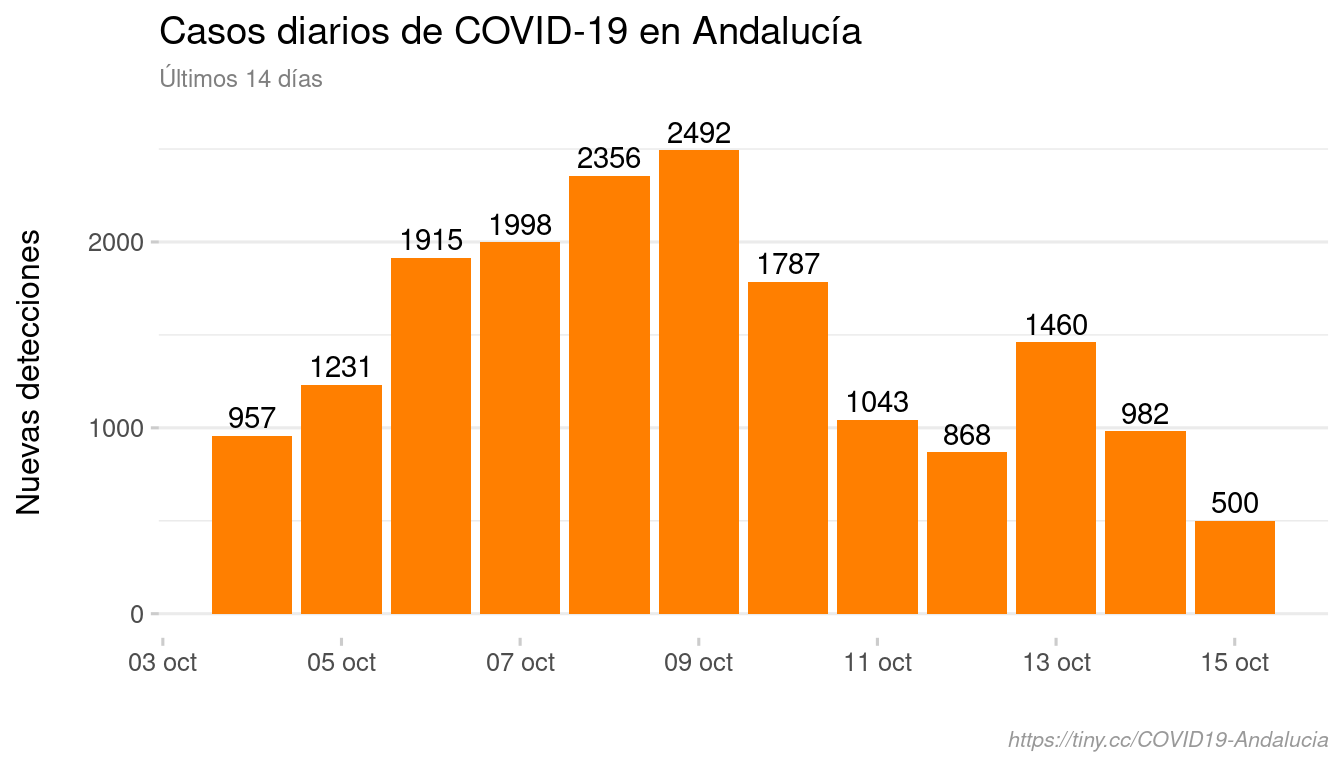 Casos diarios de COVID-19 en Andalucía
Últimos 14 días
Nuevas detecciones
2000
1000
0
957
1231
1915
1998
2356
2492
1787
1043
868
1460
982
500
03 oct
05 oct
07 oct
09 oct
11 oct
13 oct
15 oct
https://tiny.cc/COVID19-Andalucia